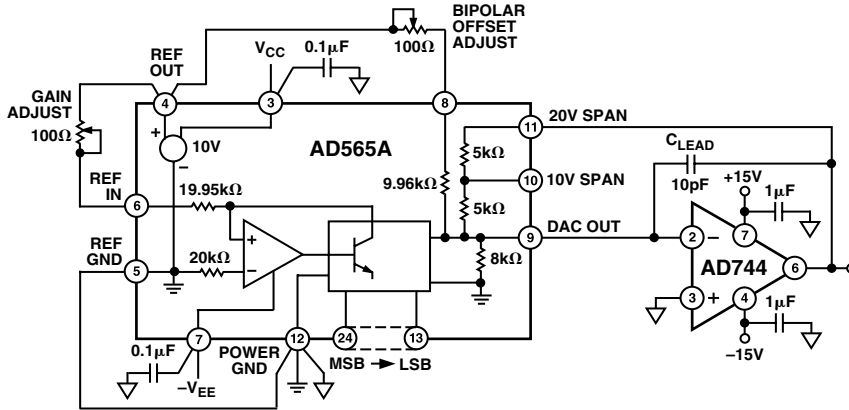 BIPOLAR
OFFSET
ADJUST
100Ω
REF
OUT
VCC
0.1µF
GAIN
ADJUST
100Ω
4
3
8
11
20V SPAN
+
10V
–
AD565A
5kΩ
CLEAD
10pF
+15V
1µF
9.96kΩ
10
10V SPAN
REF
IN
6
19.95kΩ
5kΩ
REF
GND
5
20kΩ
+
–
8kΩ
9
DAC OUT
2
–
7
AD744
6
3
+
4
1µF
–15V
0.1µF
7
–VEE
POWER
GND
12
24
13
MSB
LSB